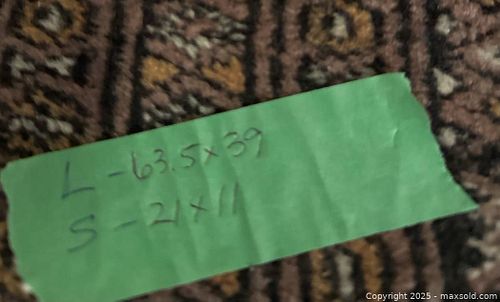 L - 63.5 x 39
S - 21 x 11
Copyright 2025 - maxsold.com